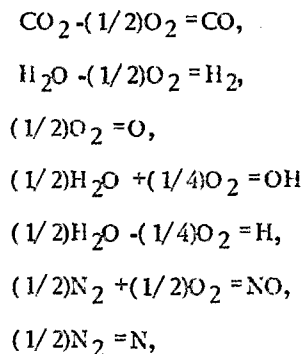 CO₂-(1/2)O₂=CO,
H₂O -(1/2)O₂=H₂,
(1/2)O₂=O,
(1/2)H₂O +(1/4)O₂=OH
(1/2)H₂O -(1/4)O₂=H,
(1/2)N₂ +(1/2)O₂=NO,
(1/2)N₂=N,